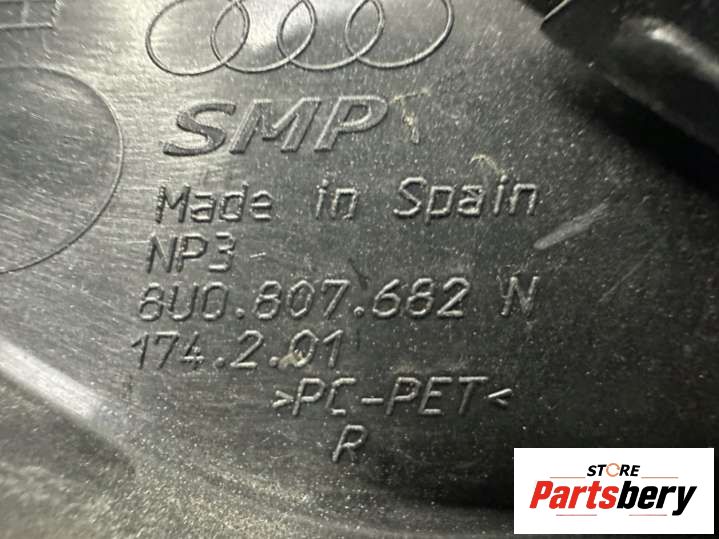 SMP
Made in Spain
NP3
8U0.807.682 N
174.2.01
>PC-PET<
R
STORE
Partsbery